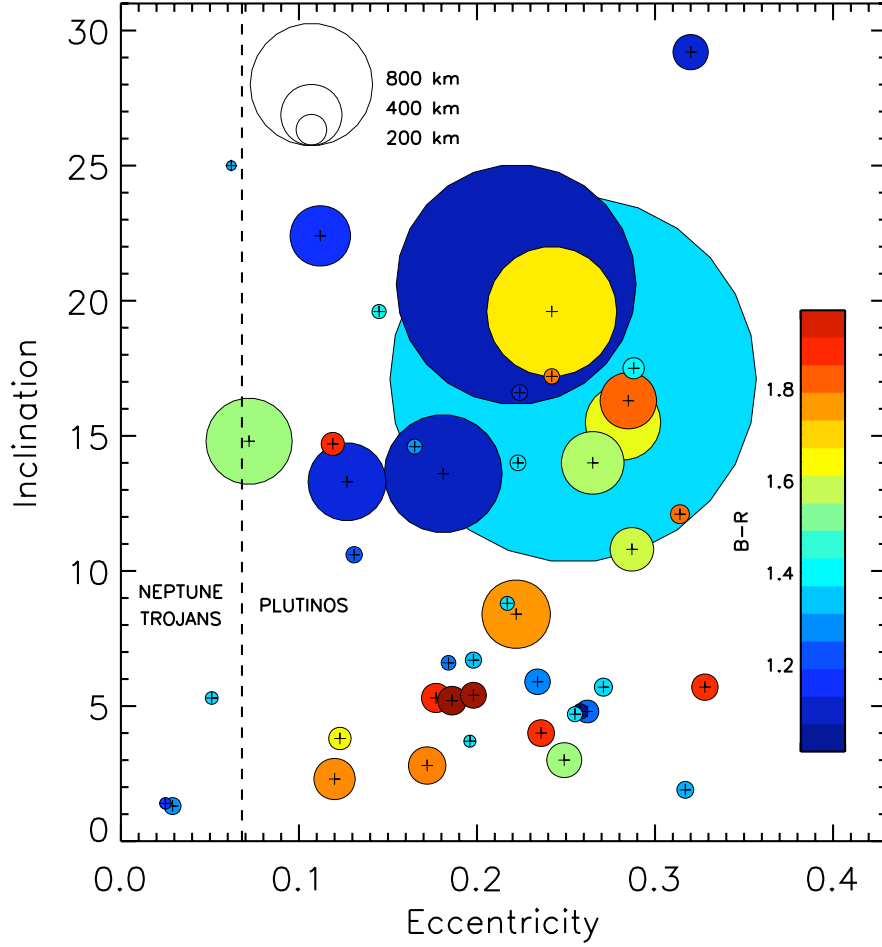 30
25
20
15
10
5
0
Inclination
800 km
400 km
200 km
NEPTUNE
TROJANS
PLUTINOS
1.8
1.6
1.4
1.2
B-R
0.0
0.1
0.2
0.3
0.4
Eccentricity